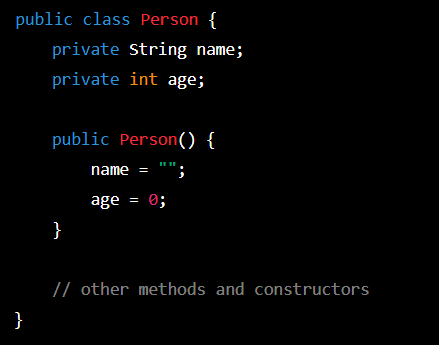 public class Person {
    private String name;
    private int age;

    public Person() {
        name = "";
        age = 0;
    }

    // other methods and constructors
}